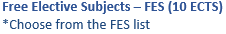 Free Elective Subjects – FES (10 ECTS)
*Choose from the FES list